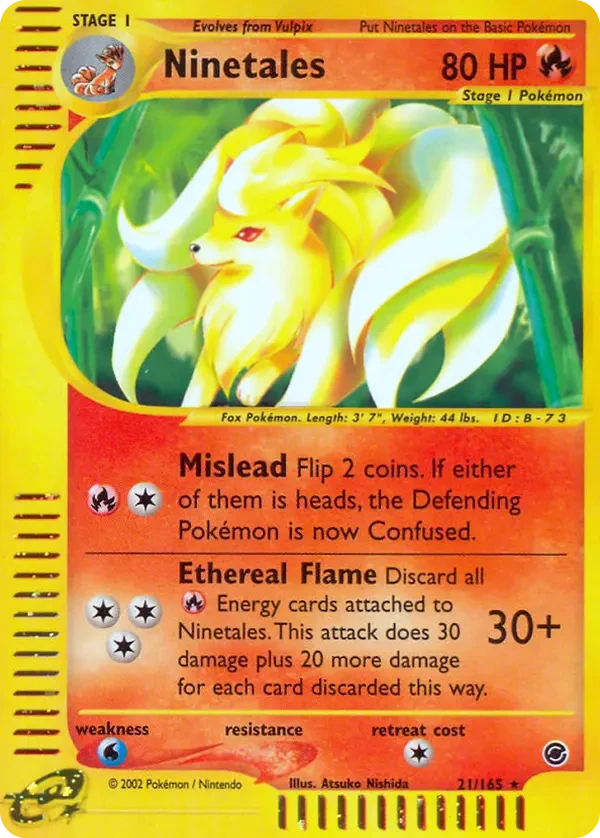 STAGE 1
Evolves from Vulpix
Put Ninetales on the Basic Pokémon
Ninetales
80 HP
Stage 1 Pokémon
Fox Pokémon. Length: 3' 7", Weight: 44 lbs. ID: B-73
Mislead Flip 2 coins. If either
of them is heads, the Defending
Pokémon is now Confused.
Ethereal Flame Discard all
Energy cards attached to
Ninetales. This attack does 30
damage plus 20 more damage
for each card discarded this way.
30+
weakness
resistance
retreat cost
© 2002 Pokémon / Nintendo
Illus. Atsuko Nishida
21/165 ★